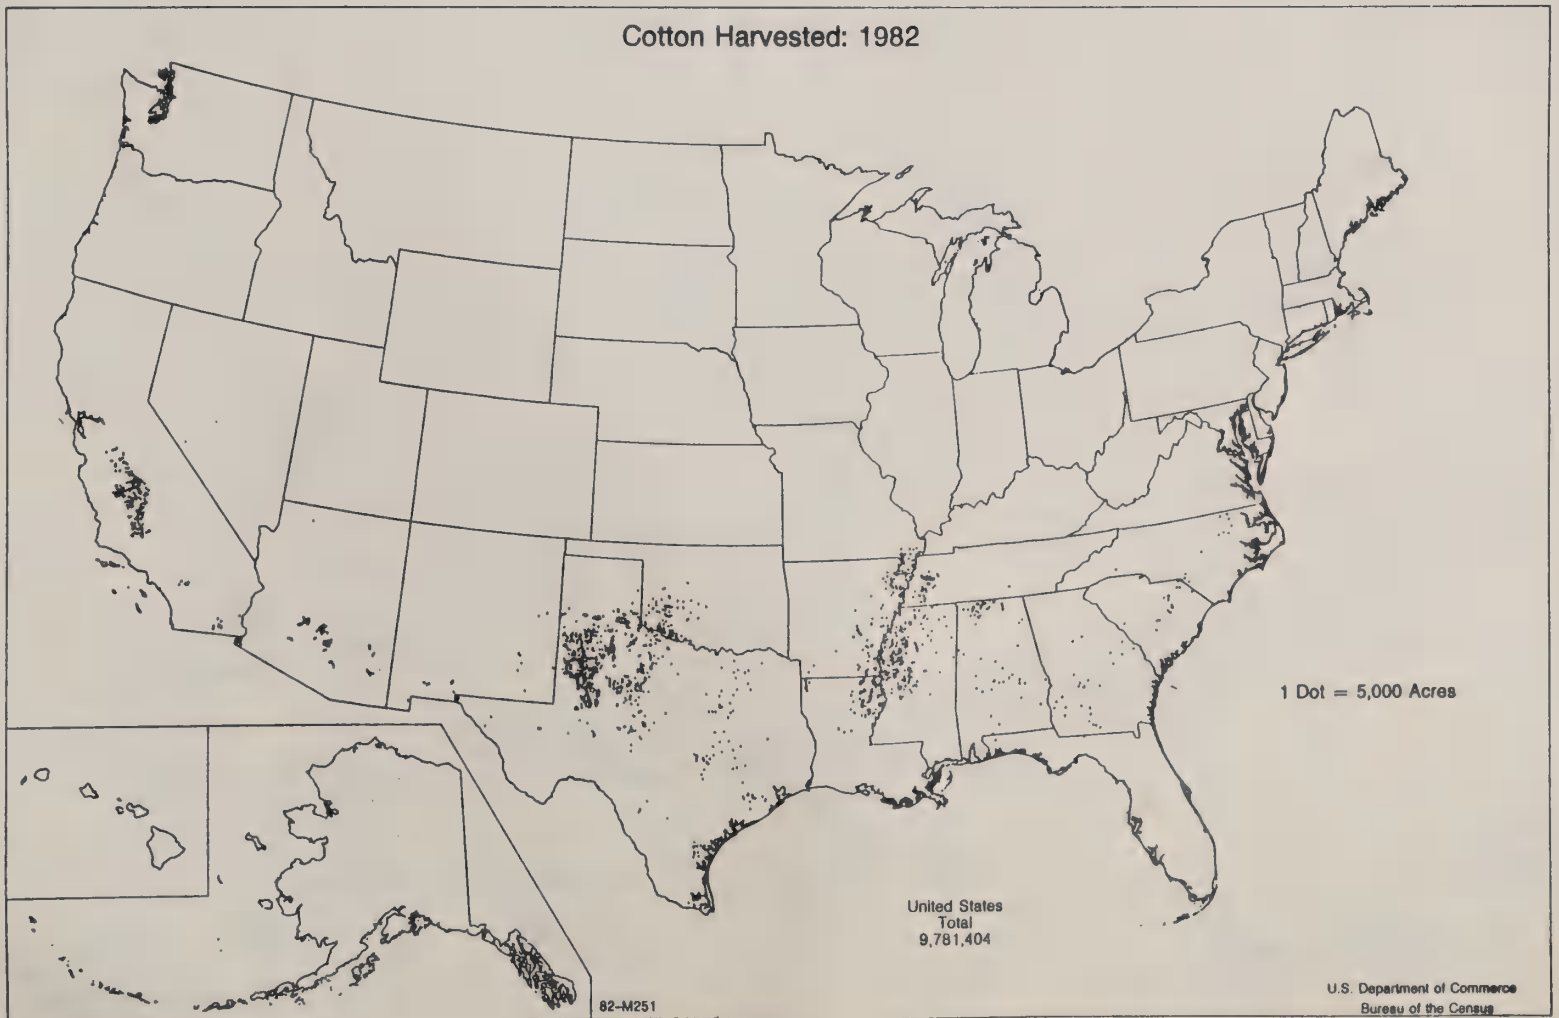 Cotton Harvested: 1982
1 Dot = 5,000 Acres
United States
Total
9,781,404
82-M251
U.S. Department of Commerce
Bureau of the Census